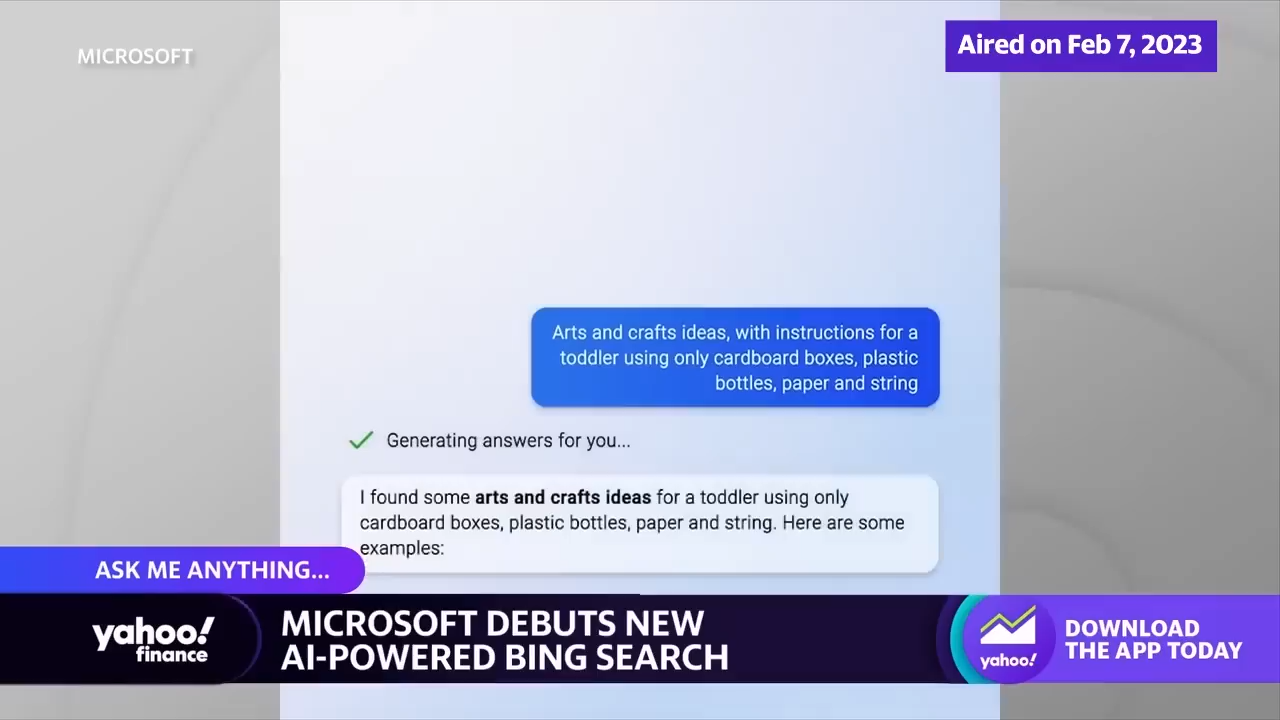 MICROSOFT
Aired on Feb 7, 2023
Arts and crafts ideas, with instructions for a
toddler using only cardboard boxes, plastic
bottles, paper and string
Generating answers for you...
I found some arts and crafts ideas for a toddler using only
cardboard boxes, plastic bottles, paper and string. Here are some
examples:
ASK ME ANYTHING...
yahoo!
finance
MICROSOFT DEBUTS NEW
AI-POWERED BING SEARCH
yahoo!
DOWNLOAD
THE APP TODAY